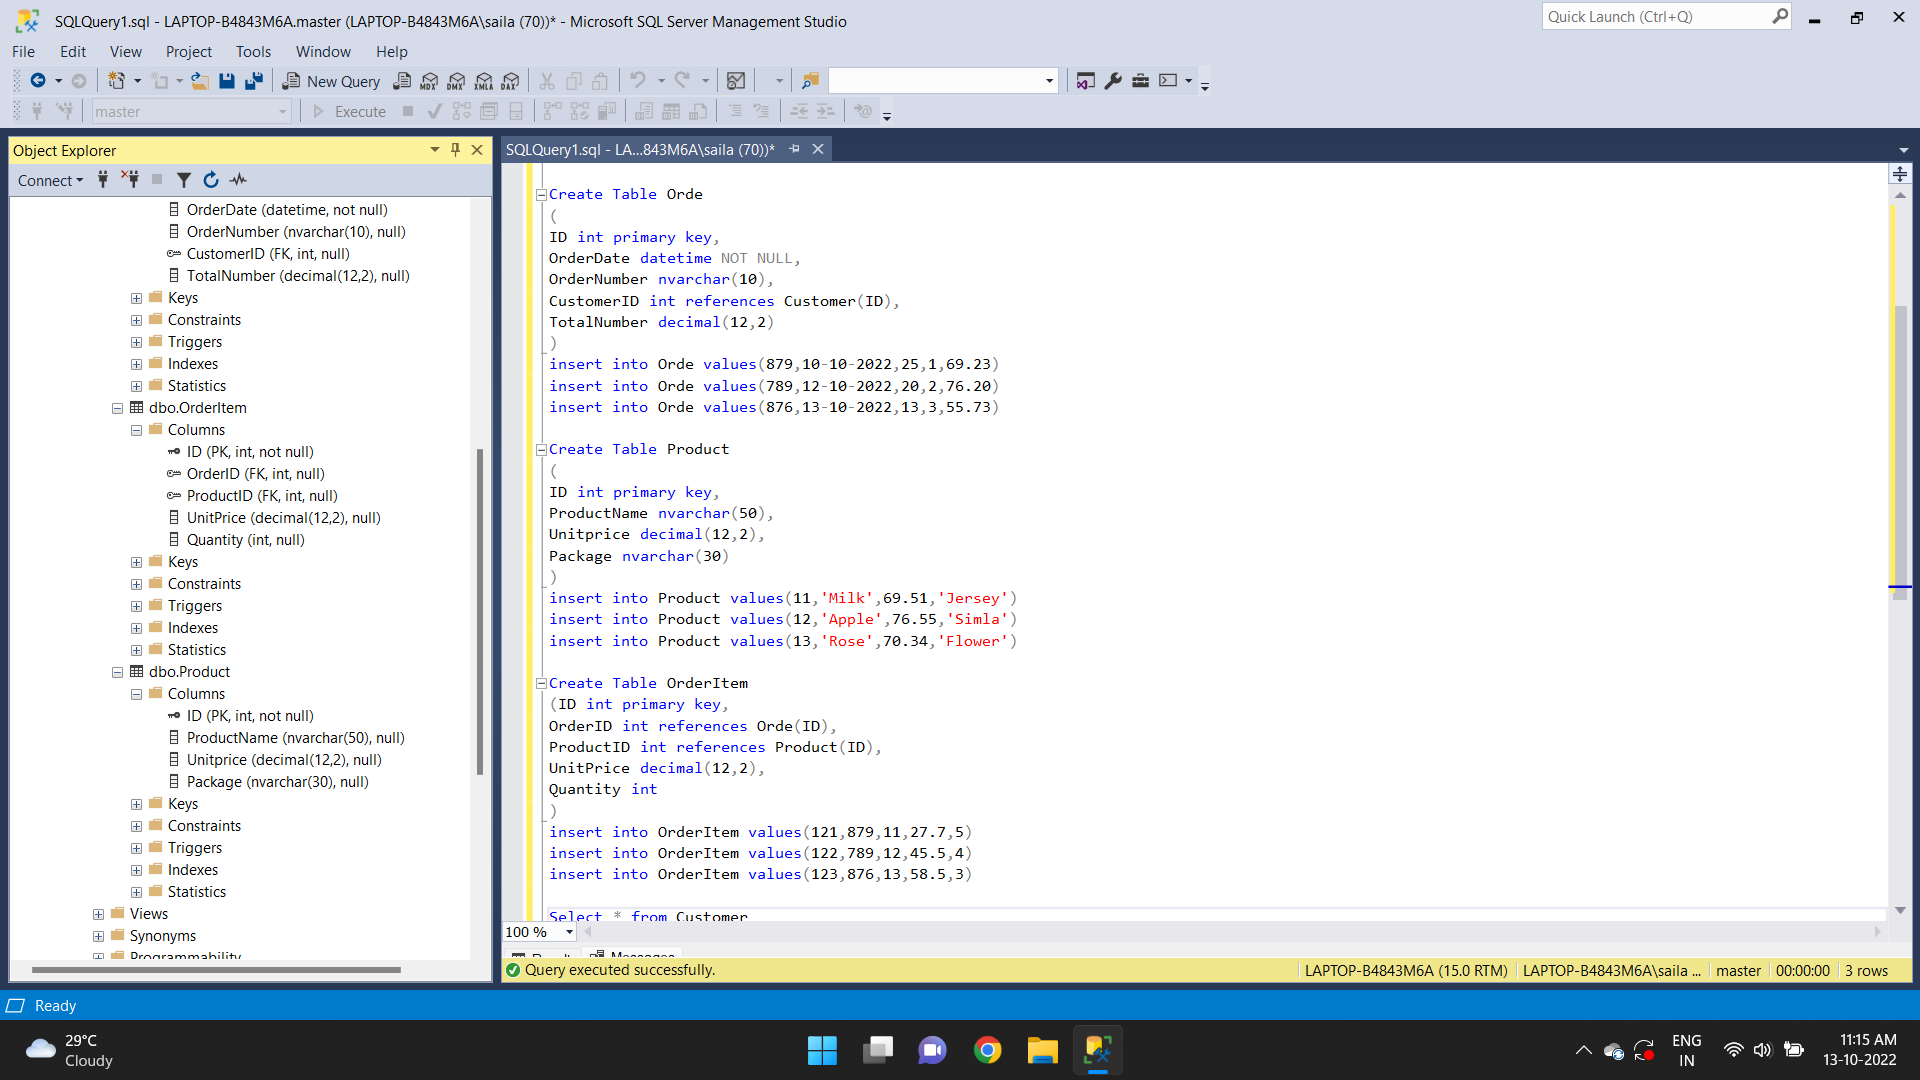 SQLQuery1.sql - LAPTOP-B4843M6A.master (LAPTOP-B4843M6A\saila (70))* - Microsoft SQL Server Management Studio
Quick Launch (Ctrl+Q)
File Edit View Project Tools Window Help
New Query
MDX DMX XMLA DAX
master
Execute
Object Explorer
Connect
OrderDate (datetime, not null)
OrderNumber (nvarchar(10), null)
CustomerID (FK, int, null)
TotalNumber (decimal(12,2), null)
Keys
Constraints
Triggers
Indexes
Statistics
dbo.OrderItem
Columns
ID (PK, int, not null)
OrderID (FK, int, null)
ProductID (FK, int, null)
UnitPrice (decimal(12,2), null)
Quantity (int, null)
Keys
Constraints
Triggers
Indexes
Statistics
dbo.Product
Columns
ID (PK, int, not null)
ProductName (nvarchar(50), null)
Unitprice (decimal(12,2), null)
Package (nvarchar(30), null)
Keys
Constraints
Triggers
Indexes
Statistics
Views
Synonyms
Programmability
SQLQuery1.sql - LA...843M6A\saila (70))*
Create Table Orde
(
ID int primary key,
OrderDate datetime NOT NULL,
OrderNumber nvarchar(10),
CustomerID int references Customer(ID),
TotalNumber decimal(12,2)
)
insert into Orde values(879,10-10-2022,25,1,69.23)
insert into Orde values(789,12-10-2022,20,2,76.20)
insert into Orde values(876,13-10-2022,13,3,55.73)
Create Table Product
(
ID int primary key,
ProductName nvarchar(50),
Unitprice decimal(12,2),
Package nvarchar(30)
)
insert into Product values(11,'Milk',69.51,'Jersey')
insert into Product values(12,'Apple',76.55,'Simla')
insert into Product values(13,'Rose',70.34,'Flower')
Create Table OrderItem
(ID int primary key,
OrderID int references Orde(ID),
ProductID int references Product(ID),
UnitPrice decimal(12,2),
Quantity int
)
insert into OrderItem values(121,879,11,27.7,5)
insert into OrderItem values(122,789,12,45.5,4)
insert into OrderItem values(123,876,13,58.5,3)
Select * from Customer
100 %
Results Messages
Query executed successfully.
LAPTOP-B4843M6A (15.0 RTM) LAPTOP-B4843M6A\saila ... master 00:00:00 3 rows
Ready
29°C
Cloudy
ENG
IN
11:15 AM
13-10-2022